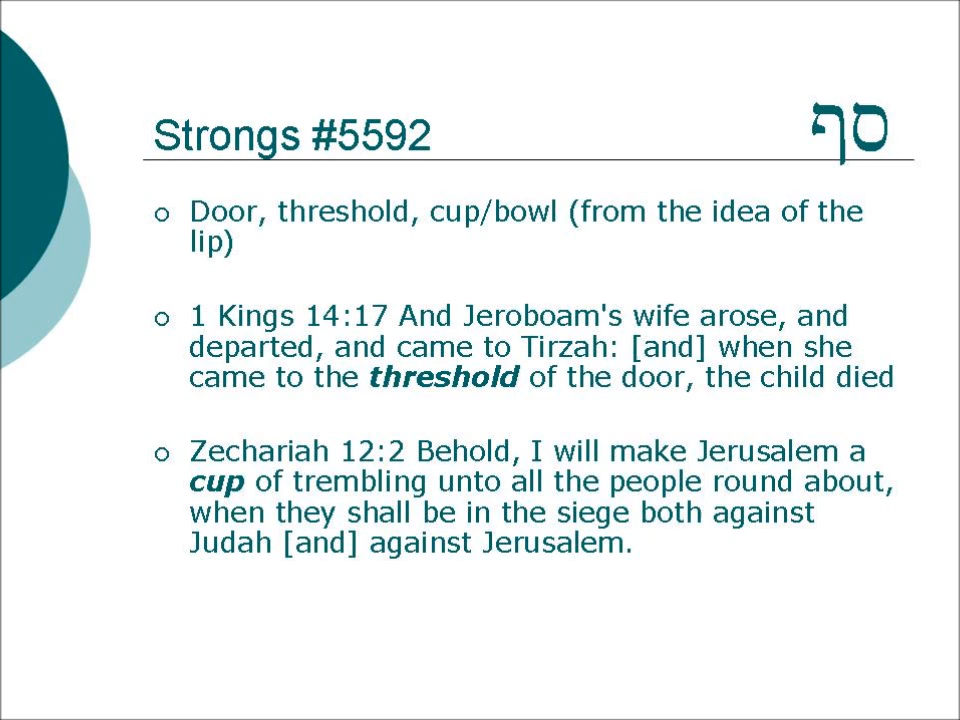 Strongs #5592 סף
Door, threshold, cup/bowl (from the idea of the
lip)
1 Kings 14:17 And Jeroboam's wife arose, and
departed, and came to Tirzah: [and] when she
came to the threshold of the door, the child died
Zechariah 12:2 Behold, I will make Jerusalem a
cup of trembling unto all the people round about,
when they shall be in the siege both against
Judah [and] against Jerusalem.